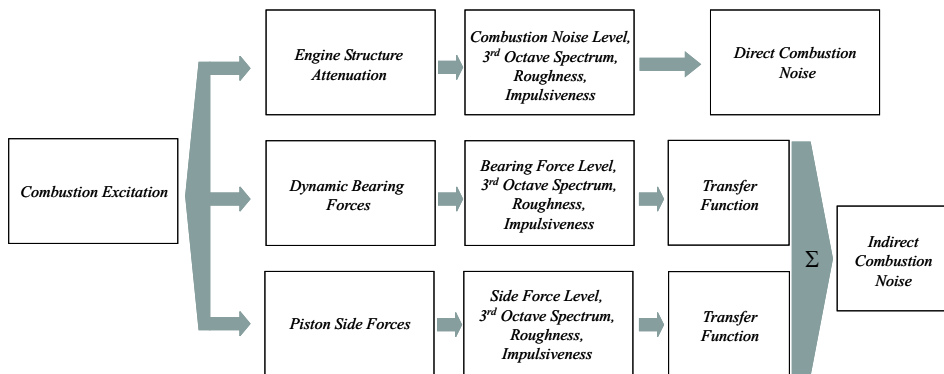 Combustion Excitation
Engine Structure
Attenuation
Combustion Noise Level,
3rd Octave Spectrum,
Roughness,
Impulsiveness
Direct Combustion
Noise
Dynamic Bearing
Forces
Bearing Force Level,
3rd Octave Spectrum,
Roughness,
Impulsiveness
Transfer
Function
Piston Side Forces
Side Force Level,
3rd Octave Spectrum,
Roughness,
Impulsiveness
Transfer
Function
Σ
Indirect
Combustion
Noise